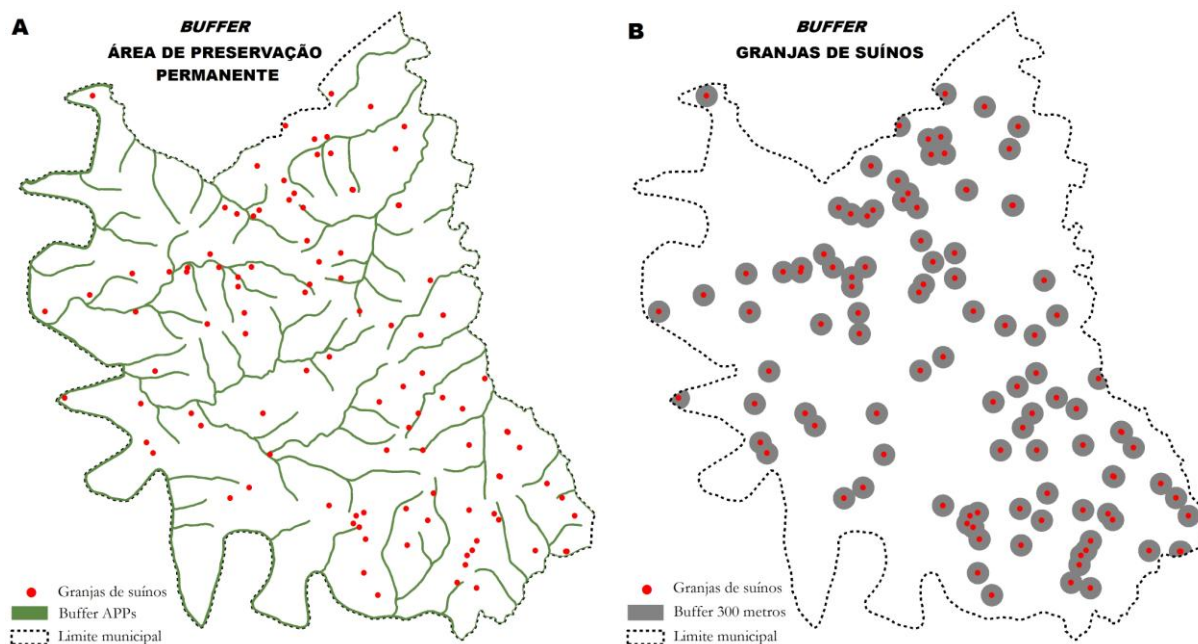 A
BUFFER
ÁREA DE PRESERVAÇÃO
PERMANENTE
Granjas de suínos
Buffer APPs
Limite municipal
B
BUFFER
GRANJAS DE SUÍNOS
Granjas de suínos
Buffer 300 metros
Limite municipal